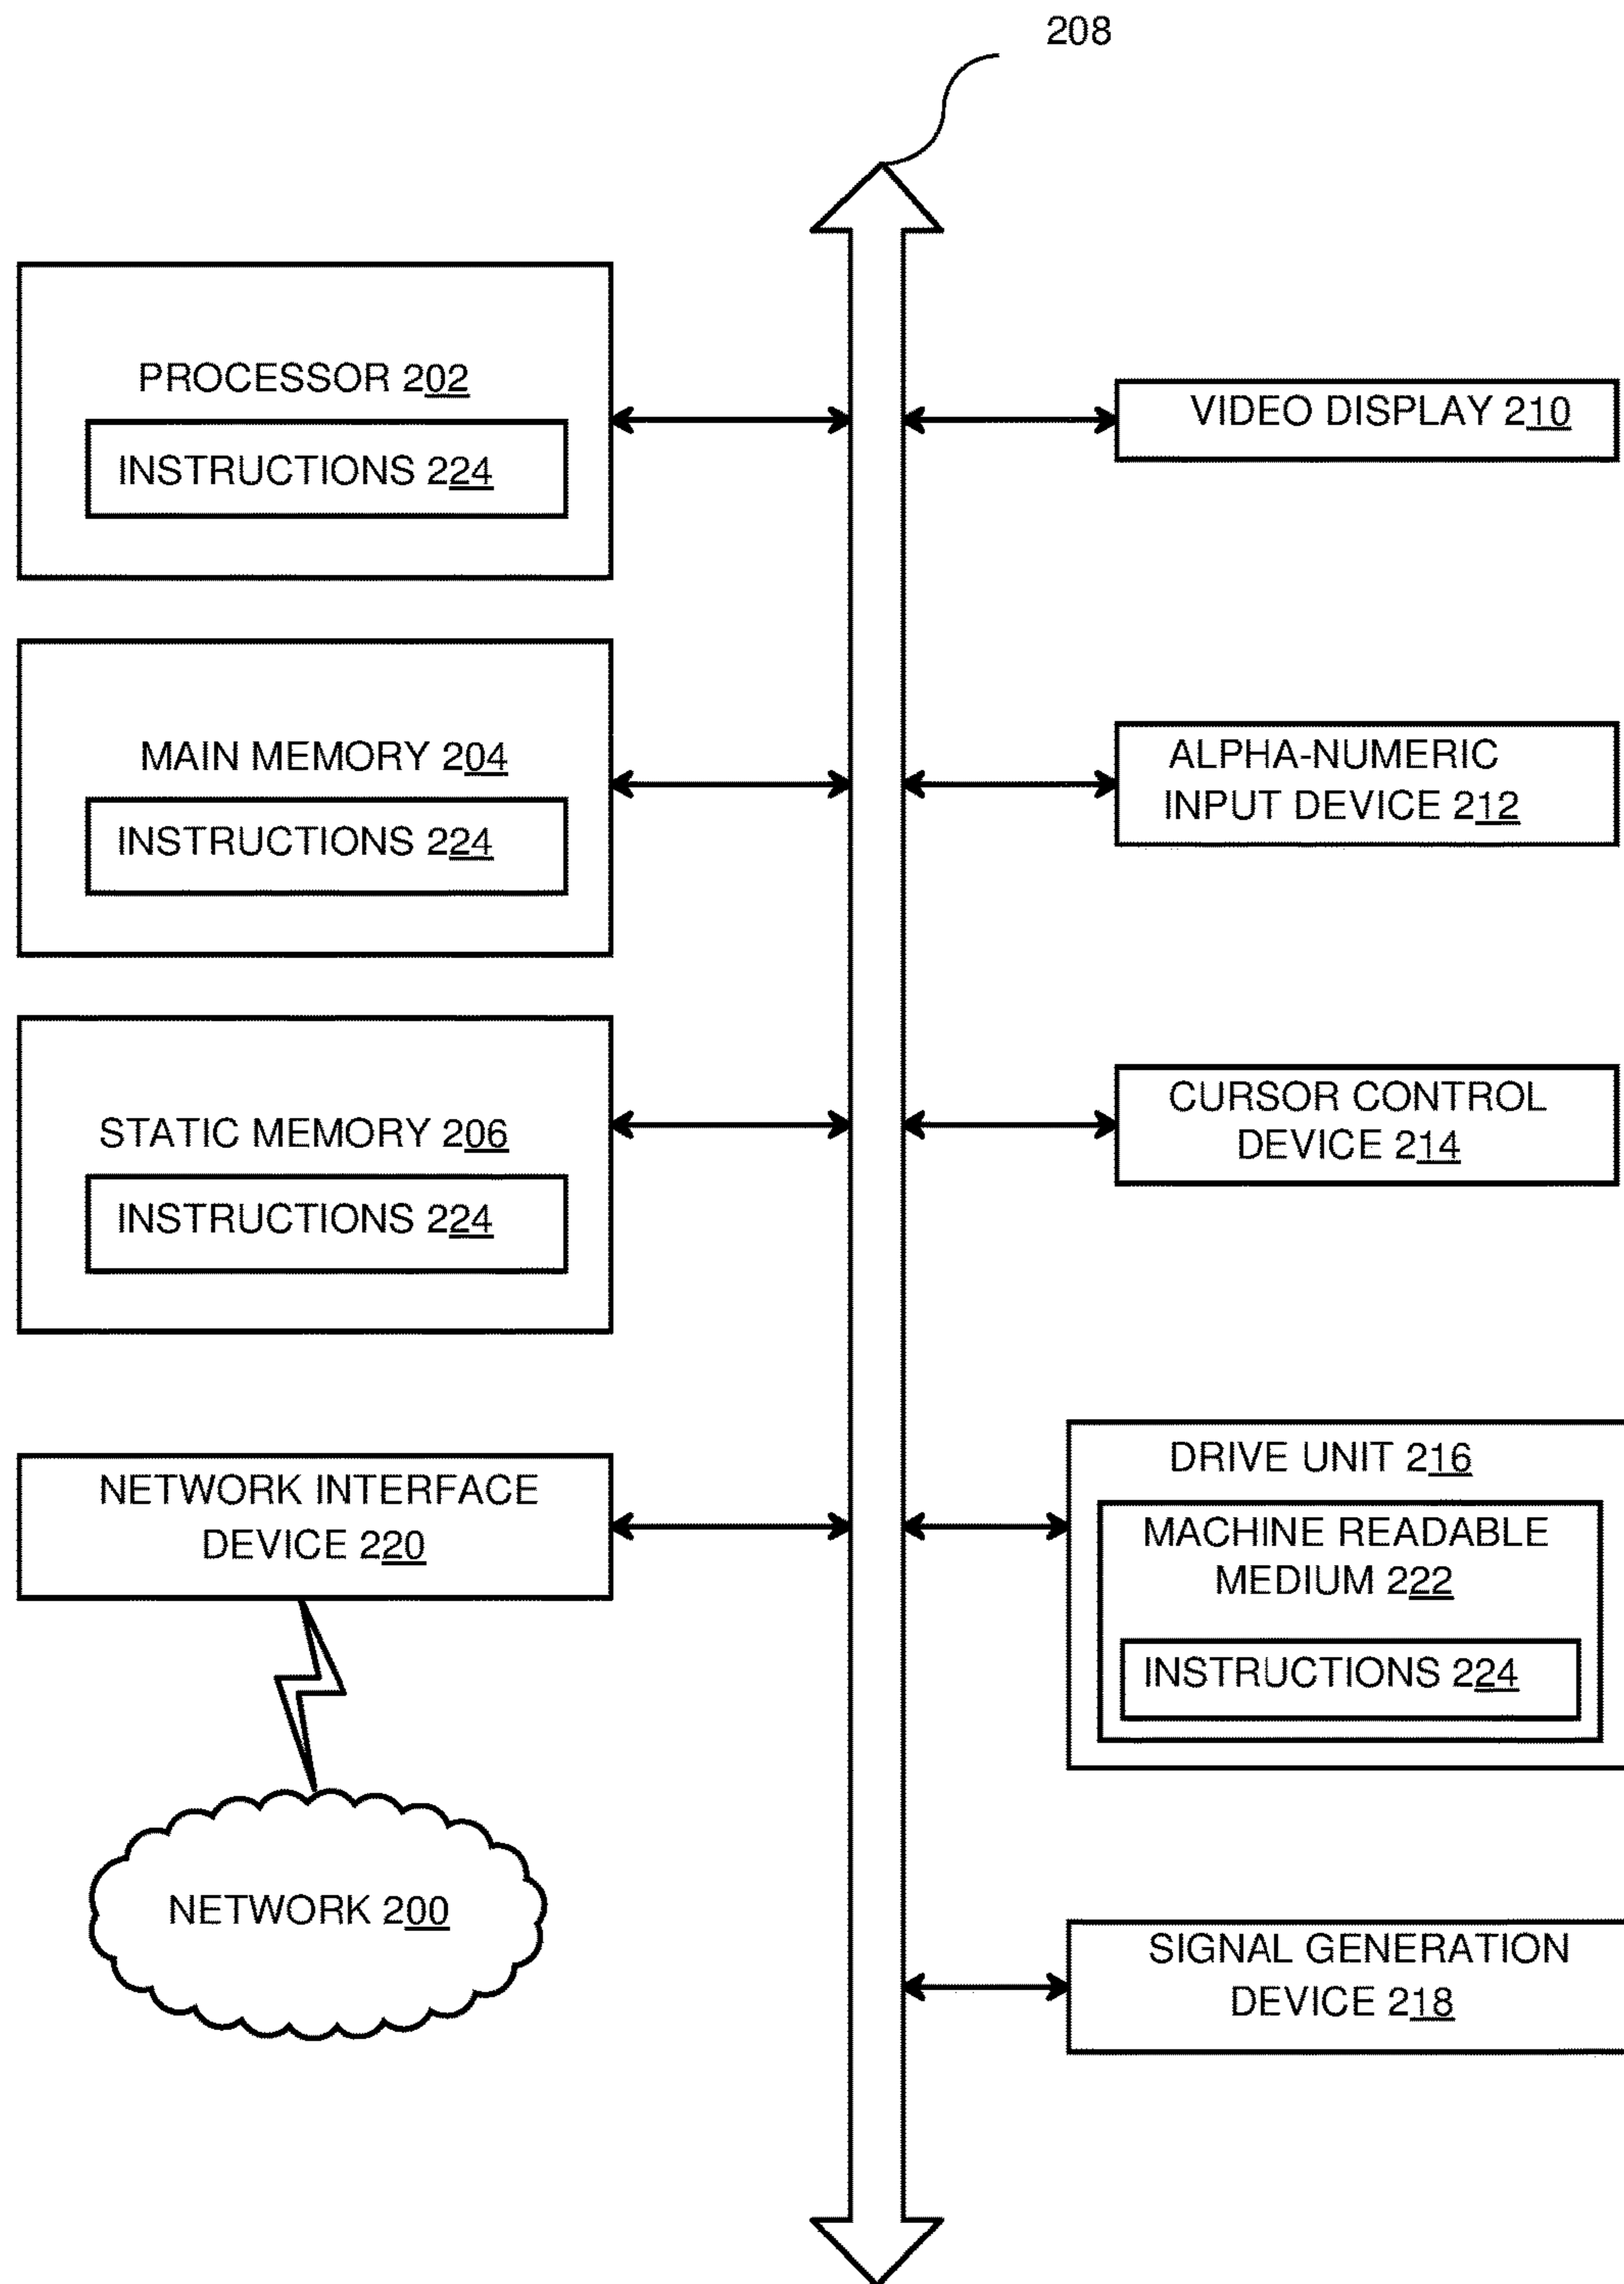 208
PROCESSOR 202
INSTRUCTIONS 224
MAIN MEMORY 204
INSTRUCTIONS 224
STATIC MEMORY 206
INSTRUCTIONS 224
NETWORK INTERFACE
DEVICE 220
NETWORK 200
VIDEO DISPLAY 210
ALPHA-NUMERIC
INPUT DEVICE 212
CURSOR CONTROL
DEVICE 214
DRIVE UNIT 216
MACHINE READABLE
MEDIUM 222
INSTRUCTIONS 224
SIGNAL GENERATION
DEVICE 218